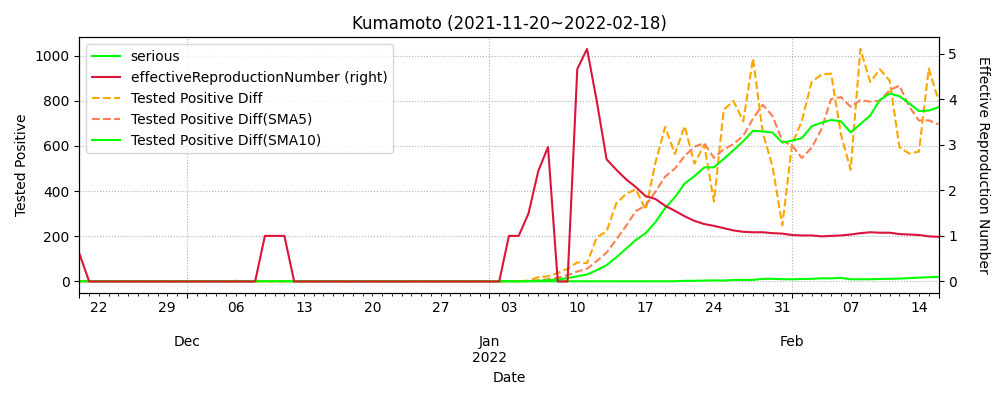 Kumamoto (2021-11-20~2022-02-18)
serious
effectiveReproductionNumber (right)
Tested Positive Diff
Tested Positive Diff(SMA5)
Tested Positive Diff(SMA10)
Tested Positive
1000
800
600
400
200
0
Effective Reproduction Number
5
4
3
2
1
0
22 29 06 13 20 27 03 10 17 24 31 07 14
Dec Jan Feb
2022
Date